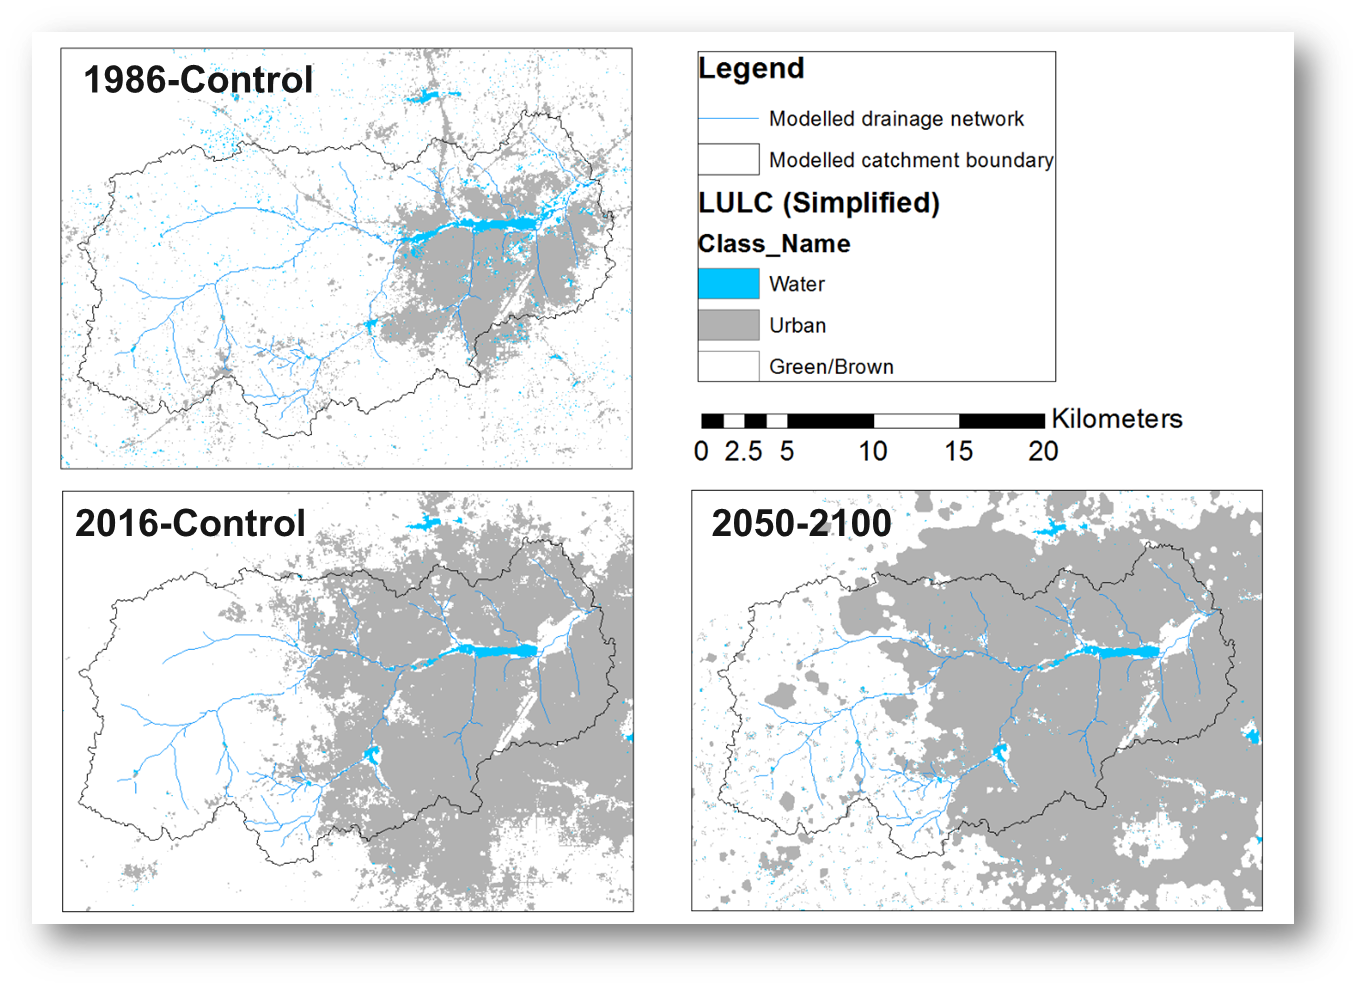 1986-Control
Legend
Modelled drainage network
Modelled catchment boundary
LULC (Simplified)
Class_Name
Water
Urban
Green/Brown
Kilometers
0 2.5 5 10 15 20
2016-Control
2050-2100